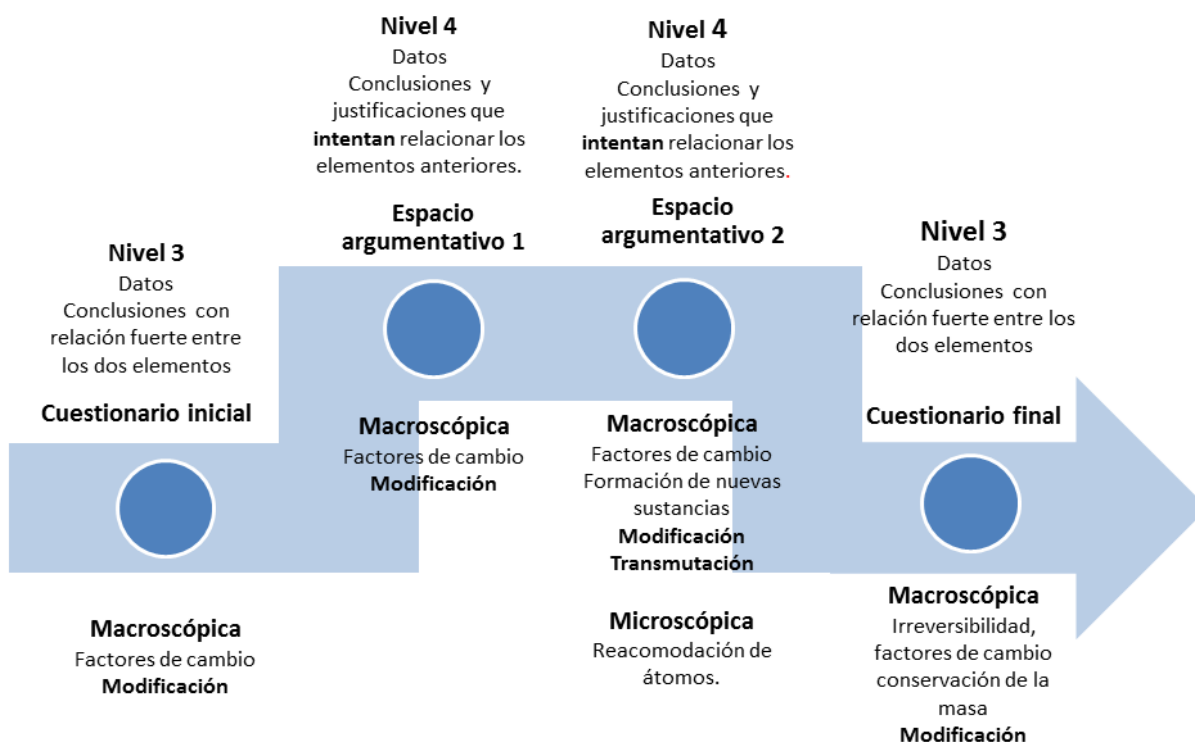 Nivel 3
Datos
Conclusiones con
relación fuerte entre
los dos elementos
Cuestionario inicial
Macroscópica
Factores de cambio
Modificación
Nivel 4
Datos
Conclusiones y
justificaciones que
intentan relacionar los
elementos anteriores.
Espacio
argumentativo 1
Macroscópica
Factores de cambio
Modificación
Nivel 4
Datos
Conclusiones y
justificaciones que
intentan relacionar los
elementos anteriores.
Espacio
argumentativo 2
Macroscópica
Factores de cambio
Formación de nuevas
sustancias
Modificación
Transmutación
Microscópica
Reacomodación de
átomos.
Nivel 3
Datos
Conclusiones con
relación fuerte entre los
dos elementos
Cuestionario final
Macroscópica
Irreversibilidad,
factores de cambio
conservación de la
masa
Modificación